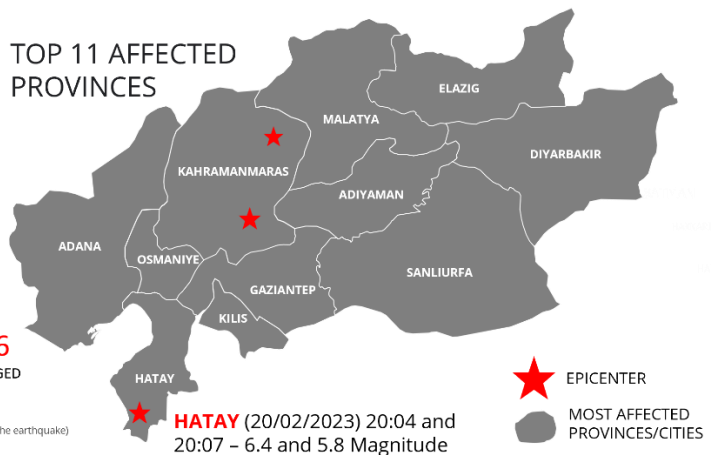 TOP 11 AFFECTED
PROVINCES
ELAZIG
MALATYA
DIYARBAKIR
KAHRAMANMARAS
ADIYAMAN
ADANA
OSMANIYE
SANLIURFA
GAZIANTEP
KILIS
HATAY
6
GED
he earthquake)
HATAY (20/02/2023) 20:04 and
20:07 – 6.4 and 5.8 Magnitude
EPICENTER
MOST AFFECTED
PROVINCES/CITIES